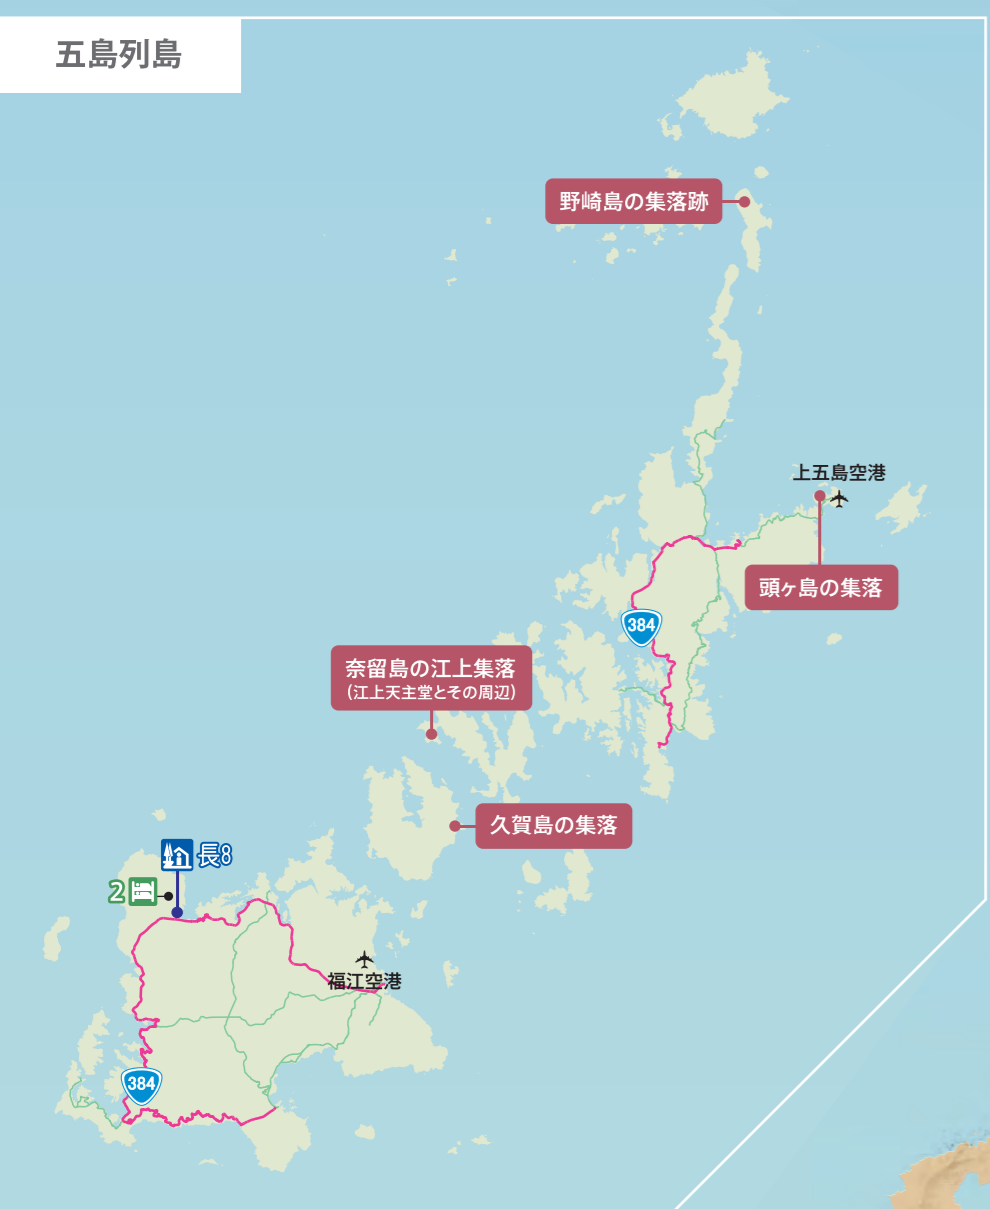 五島列島
野崎島の集落跡
上五島空港
頭ヶ島の集落
384
奈留島の江上集落
(江上天主堂とその周辺)
久賀島の集落
長8
2
福江空港
384